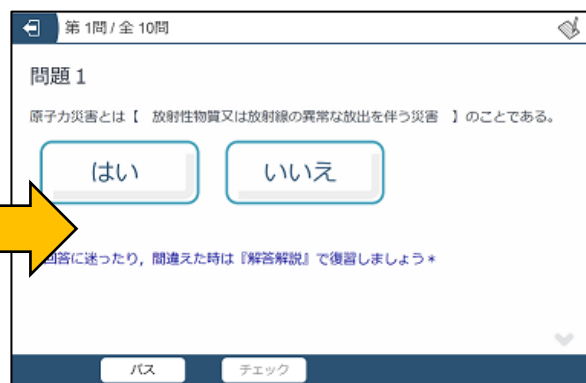 第 1問 / 全 10問
問題 1
原子力災害とは【 放射性物質又は放射線の異常な放出を伴う災害 】のことである。
はい
いいえ
回答に迷ったり，間違えた時は『解答解説』で復習しましょう＊
パス
チェック